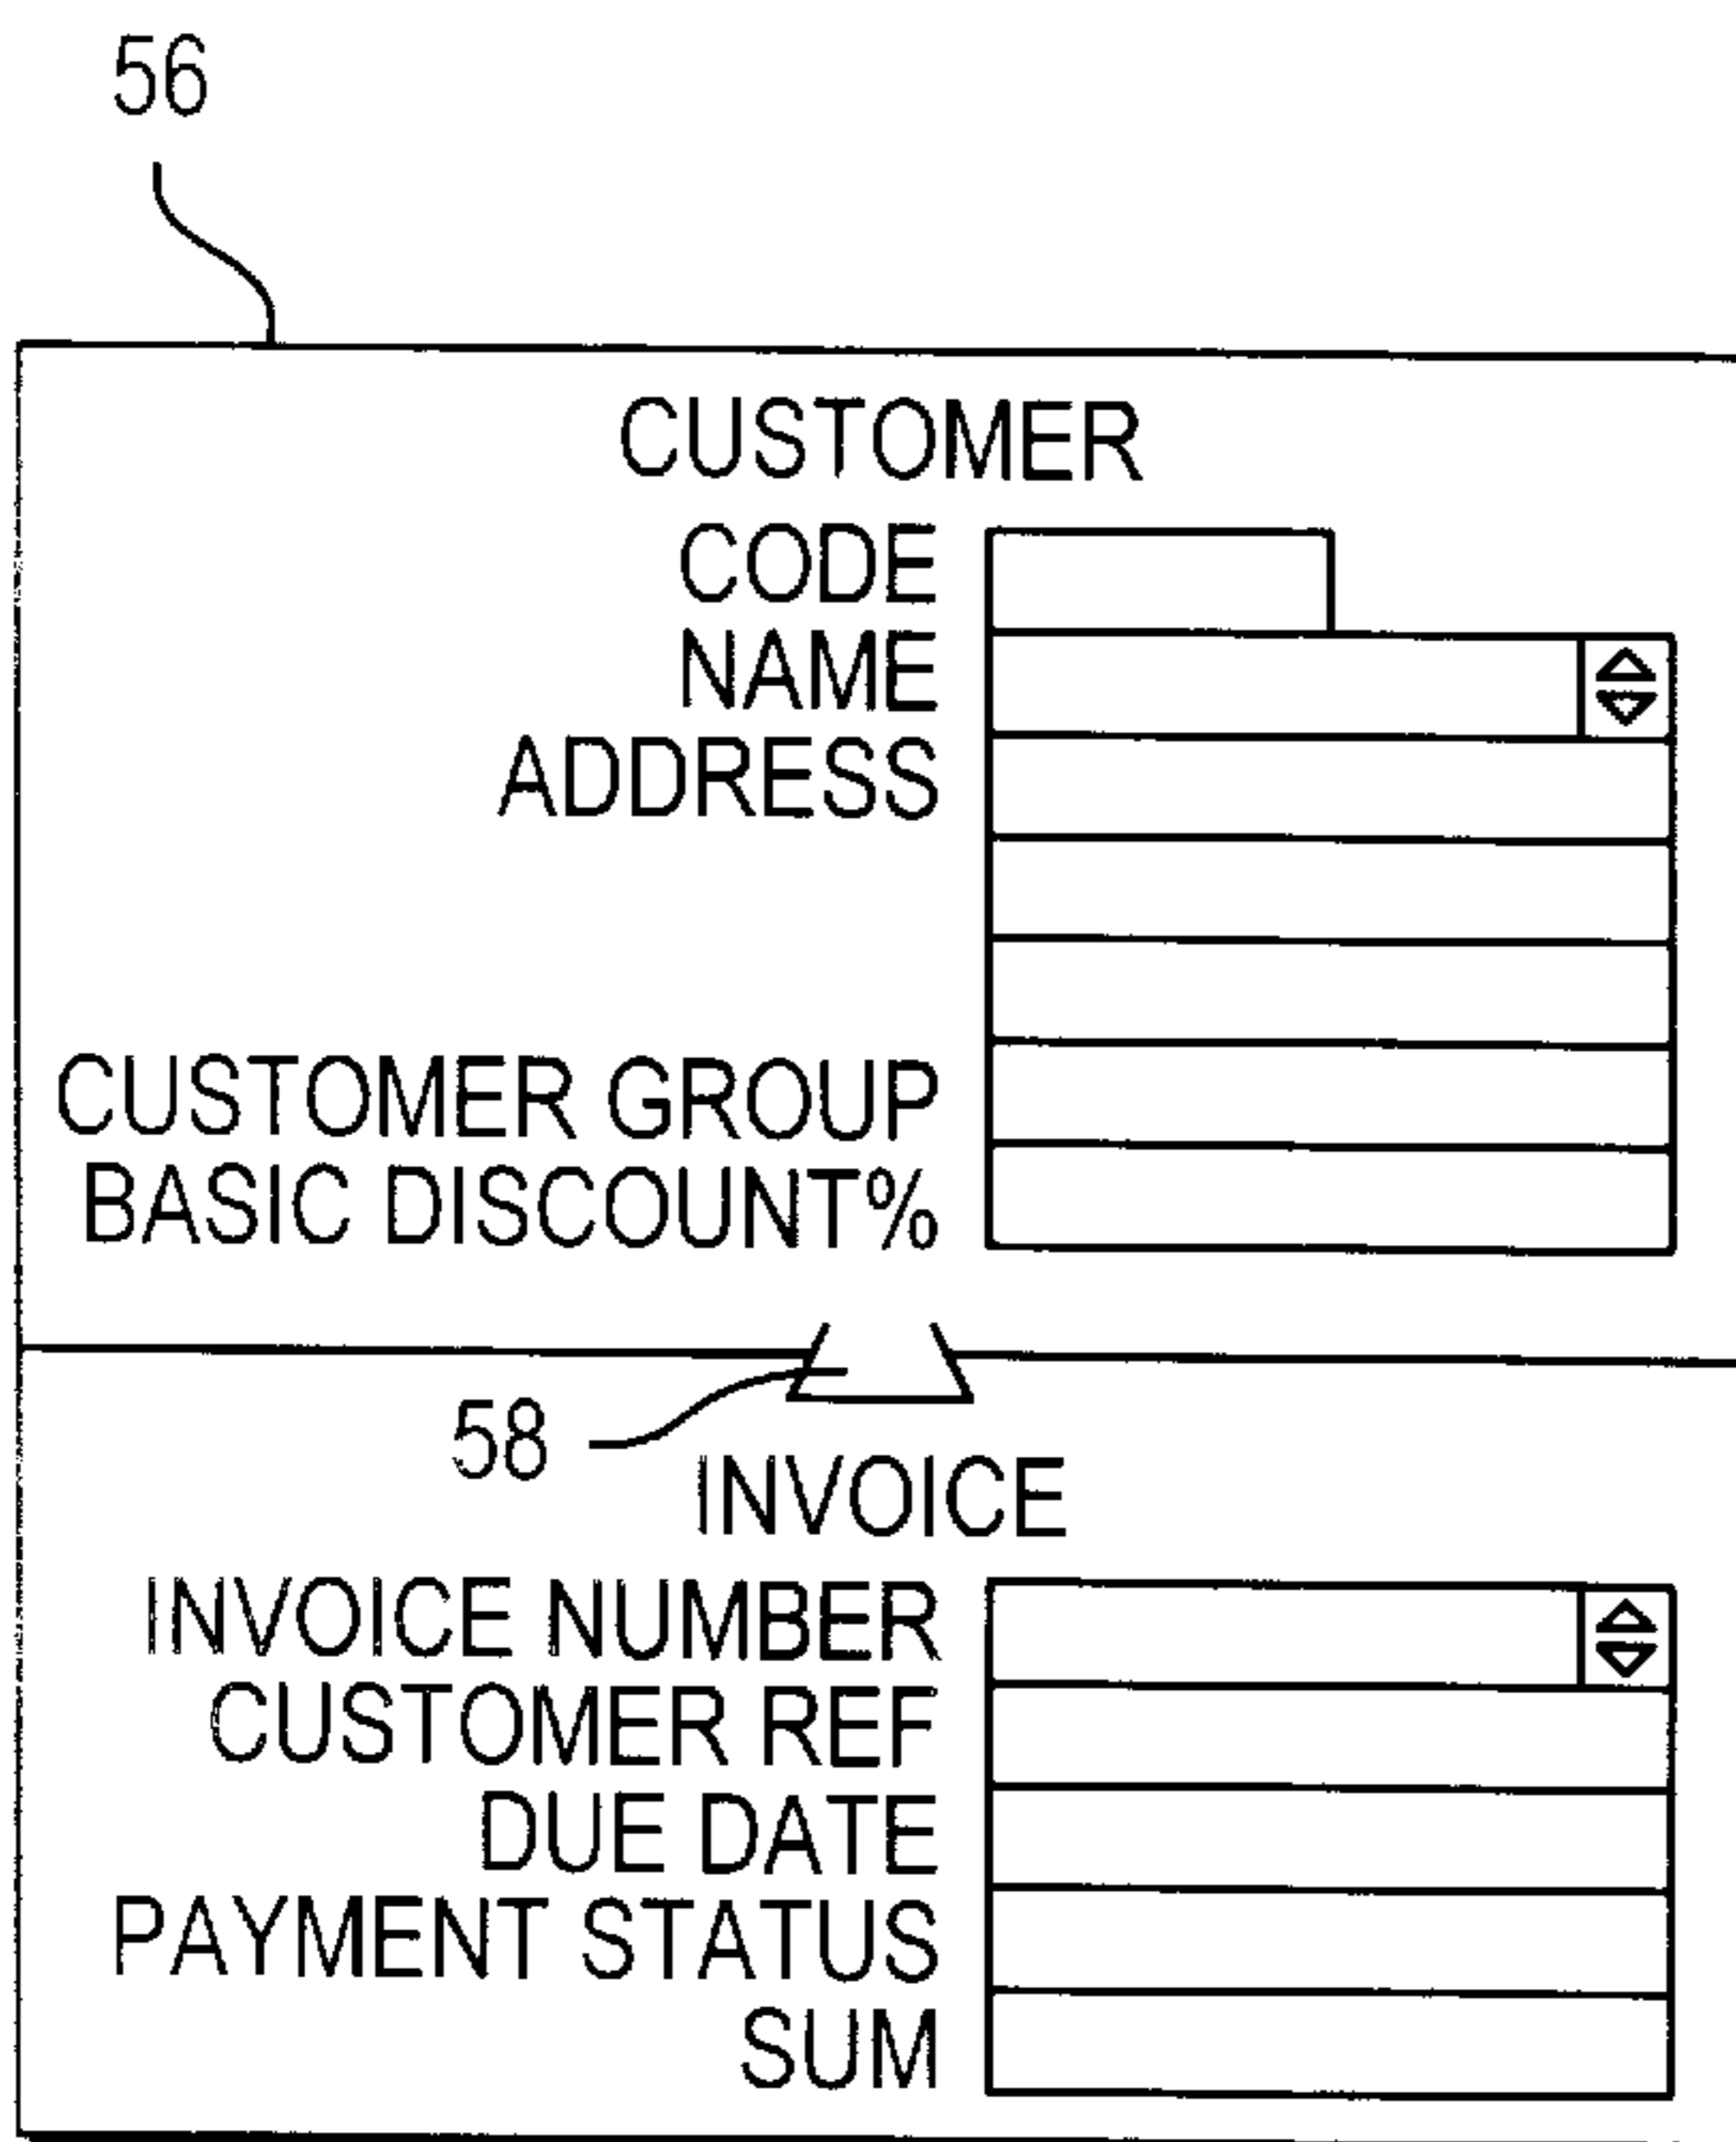 56
CUSTOMER
CODE
NAME
ADDRESS
CUSTOMER GROUP
BASIC DISCOUNT%
58
INVOICE
INVOICE NUMBER
CUSTOMER REF
DUE DATE
PAYMENT STATUS
SUM